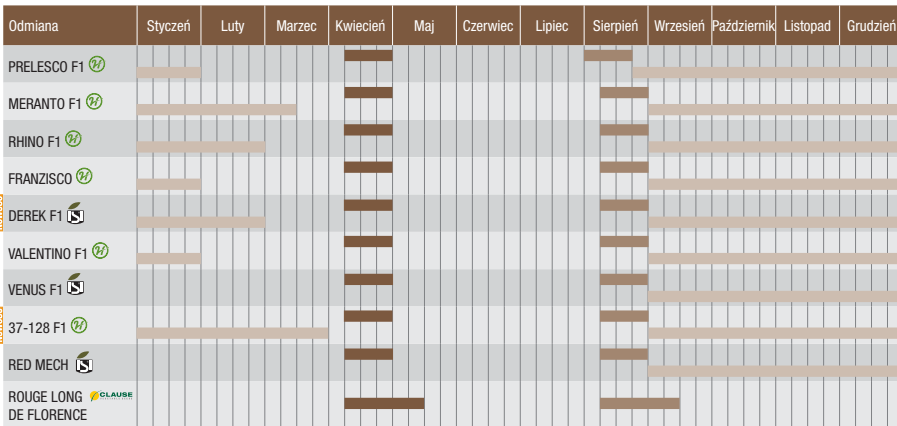 Odmiana Styczeń Luty Marzec Kwiecień Maj Czerwiec Lipiec Sierpień Wrzesień Październik Listopad Grudzień
PRELESCO F1 H
MERANTO F1 H
RHINO F1 H
FRANZISCO H
DEREK F1 S
VALENTINO F1 H
VENUS F1 S
37-128 F1 H
RED MECH S
ROUGE LONG CLAUSE
DE FLORENCE